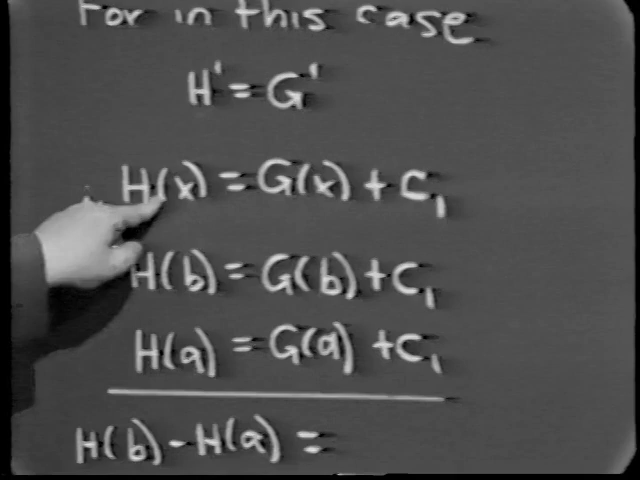 For in this case
H' = G'
H(x) = G(x) + C₁
H(b) = G(b) + C₁
H(a) = G(a) + C₁
H(b) - H(a) =